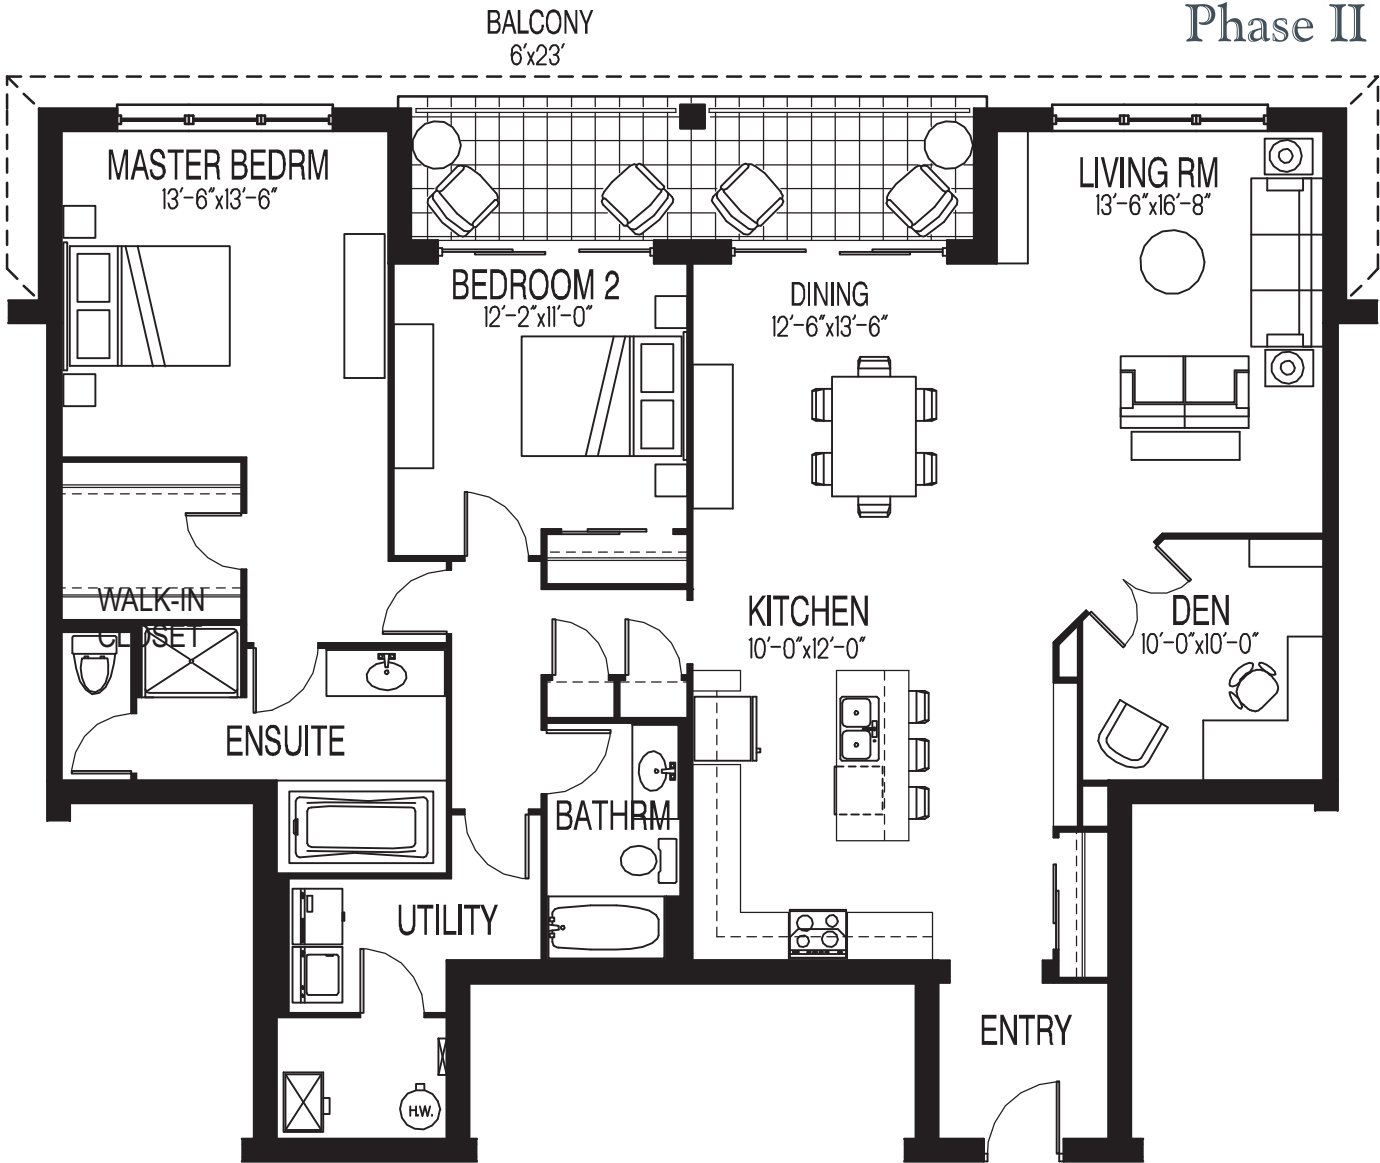 BALCONY
6'x23'
Phase II
MASTER BEDRM
13'-6"x13'-6"
LIVING RM
13'-6"x16'-8"
BEDROOM 2
12'-2"x11'-0"
DINING
12'-6"x13'-6"
WALK-IN
CLOSET
KITCHEN
10'-0"x12'-0"
DEN
10'-0"x10'-0"
ENSUITE
BATHRM
UTILITY
ENTRY
H.W.